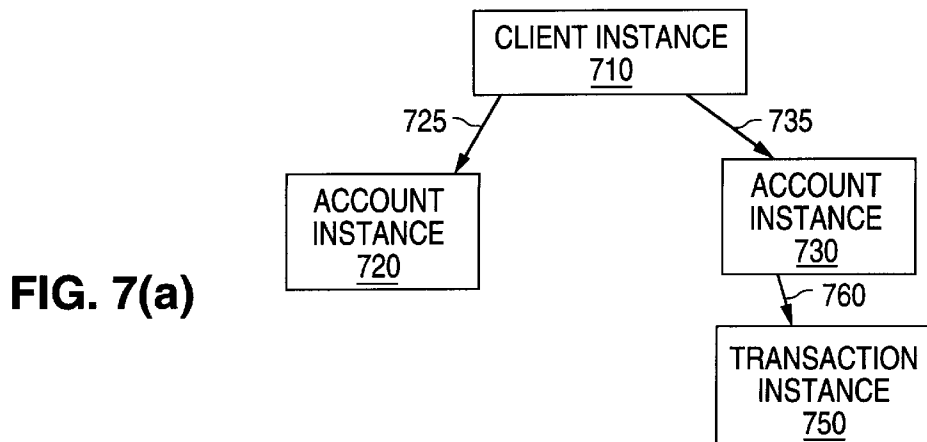 CLIENT INSTANCE
710
725
735
ACCOUNT
INSTANCE
720
ACCOUNT
INSTANCE
730
FIG. 7(a)
760
TRANSACTION
INSTANCE
750